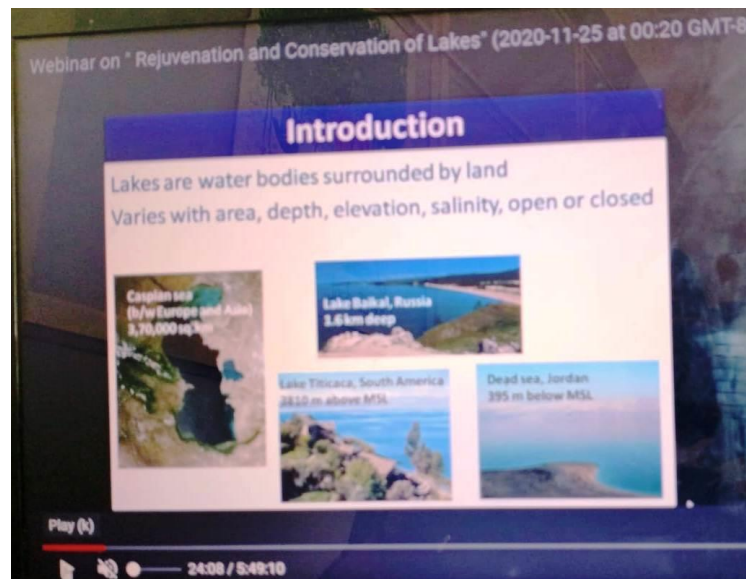 Webinar on " Rejuvenation and Conservation of Lakes" (2020-11-25 at 00:20 GMT-8
Introduction
Lakes are water bodies surrounded by land
Varies with area, depth, elevation, salinity, open or closed
Caspian sea
(b/w Europe and Asia)
3,70,000 sq.km
Lake Baikal, Russia
1.6 km deep
Lake Titicaca, South America
3810 m above MSL
Dead sea, Jordan
395 m below MSL
Play (k)
24:08 / 5:49:10